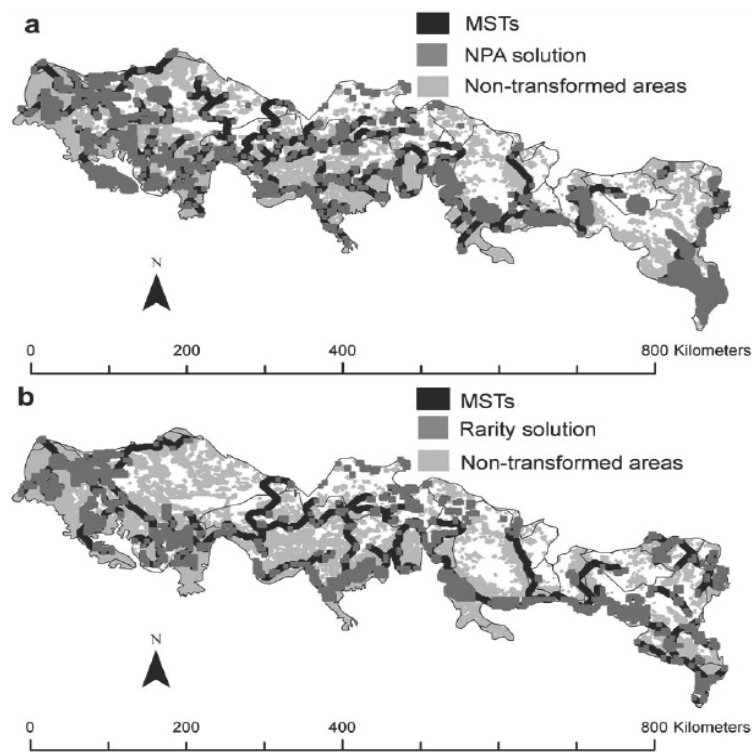 a
MSTs
NPA solution
Non-transformed areas
N
0 200 400 800 Kilometers
b
MSTs
Rarity solution
Non-transformed areas
N
0 200 400 800 Kilometers